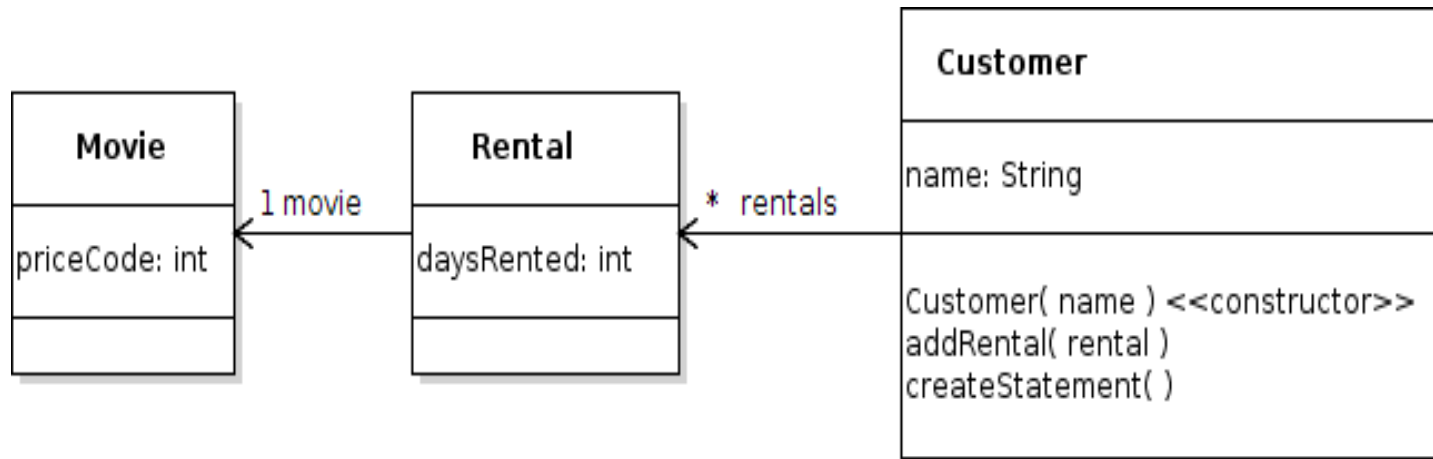 Movie
priceCode: int
1 movie
Rental
daysRented: int
* rentals
Customer
name: String
Customer( name ) <<constructor>>
addRental( rental )
createStatement( )